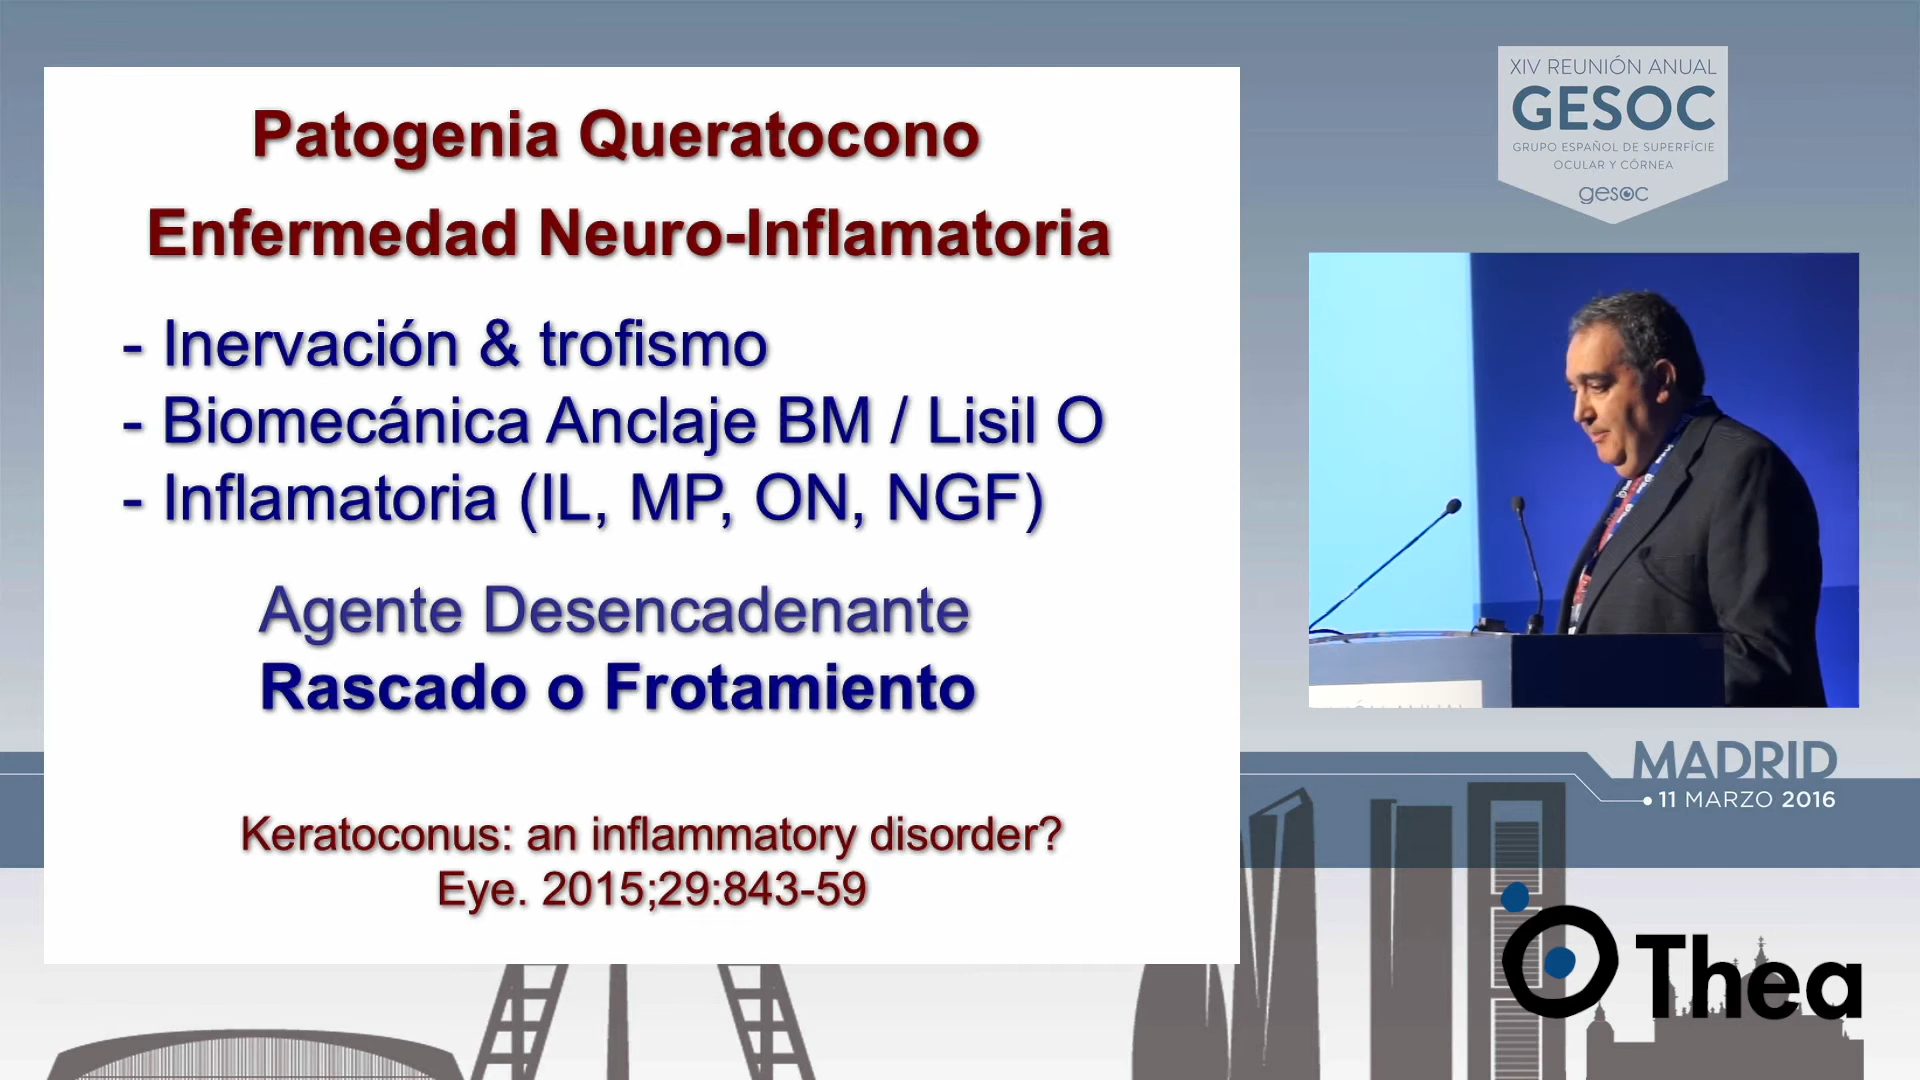 Patogenia Queratocono
Enfermedad Neuro-Inflamatoria
- Inervación & trofismo
- Biomecánica Anclaje BM / Lisil O
- Inflamatoria (IL, MP, ON, NGF)
Agente Desencadenante
Rascado o Frotamiento
Keratoconus: an inflammatory disorder?
Eye. 2015;29:843-59
XIV REUNIÓN ANUAL
GESOC
GRUPO ESPAÑOL DE SUPERFÍCIE
OCULAR Y CÓRNEA
gesoc
MADRID
11 MARZO 2016
Thea